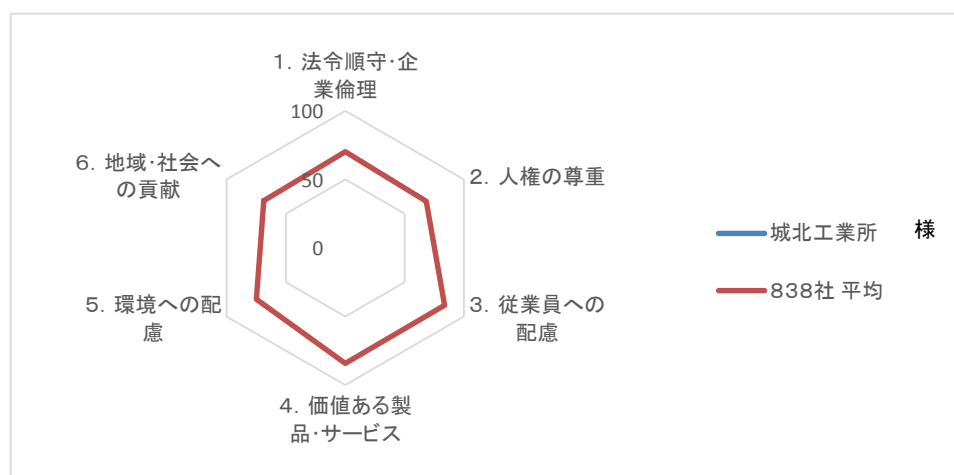 1．法令順守・企
業倫理
100
50
0
2．人権の尊重
3．従業員への
配慮
4．価値ある製
品・サービス
5．環境への配
慮
6．地域・社会へ
の貢献
城北工業所 様
838社 平均